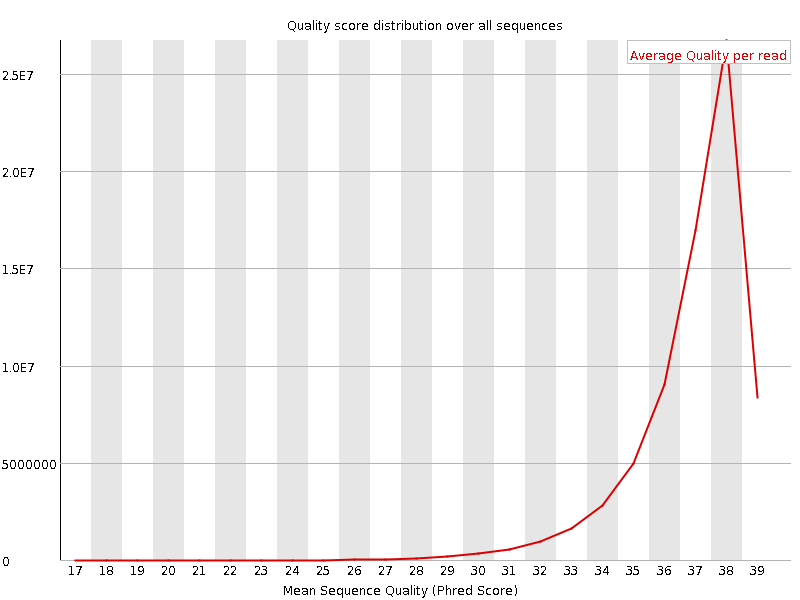 Quality score distribution over all sequences
Average Quality per read
2.5E7
2.0E7
1.5E7
1.0E7
5000000
0
17 18 19 20 21 22 23 24 25 26 27 28 29 30 31 32 33 34 35 36 37 38 39
Mean Sequence Quality (Phred Score)